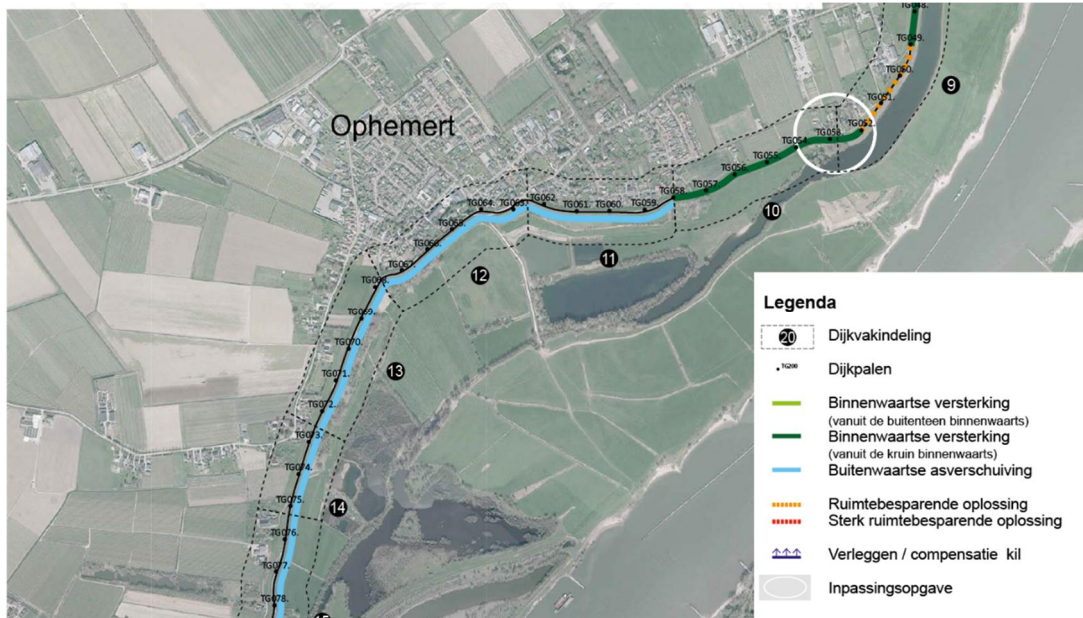 TG048.
TG049.
TG050.
9
TG051.
TG052.
Ophemert
TG053.
TG054.
TG055.
TG056.
TG057.
TG058.
10
TG059.
TG060.
TG061.
TG062.
11
TG063.
TG064.
TG065.
TG066.
12
TG067.
TG068.
TG069.
TG070.
13
TG071.
TG072.
TG073.
TG074.
TG075.
14
TG076.
TG077.
TG078.
15
Legenda
20 Dijkvakindeling
TG200 Dijkpalen
Binnenwaartse versterking
(vanuit de buitenteen binnenwaarts)
Binnenwaartse versterking
(vanuit de kruin binnenwaarts)
Buitenwaartse asverschuiving
Ruimtebesparende oplossing
Sterk ruimtebesparende oplossing
Verleggen / compensatie kil
Inpassingsopgave